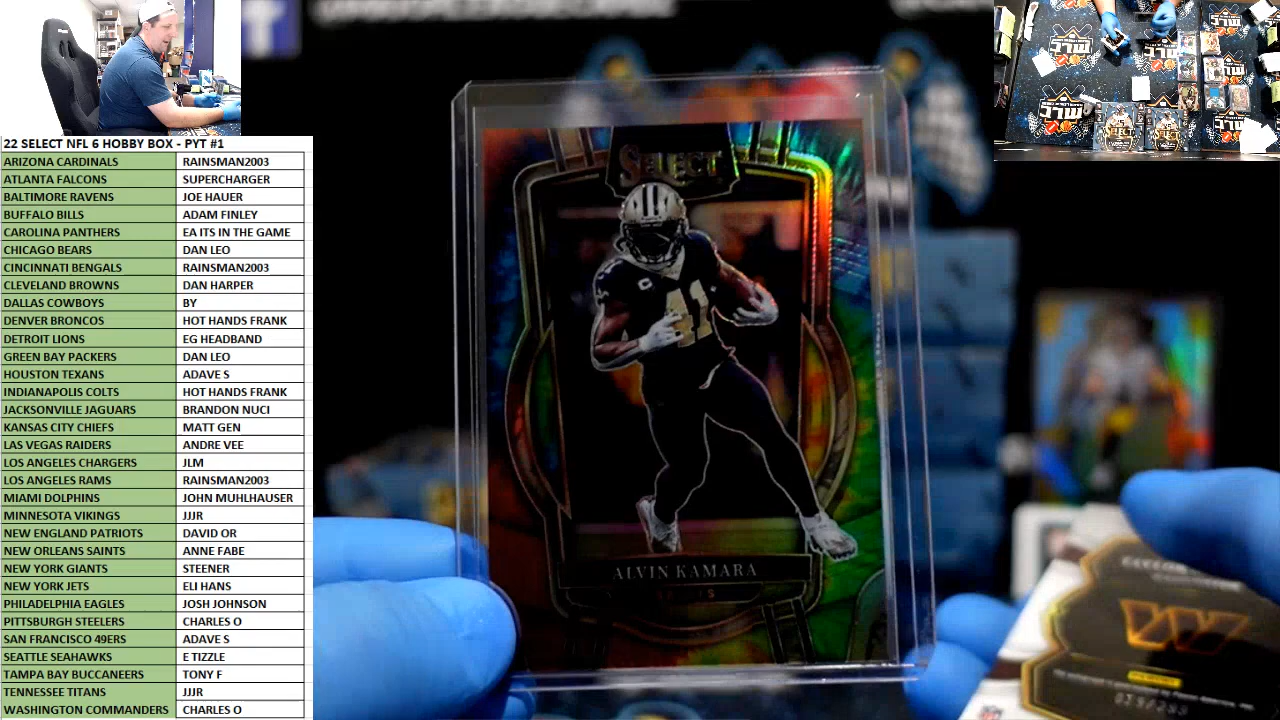 22 SELECT NFL 6 HOBBY BOX - PYT #1
ARIZONA CARDINALS RAINSMAN2003
ATLANTA FALCONS SUPERCHARGER
BALTIMORE RAVENS JOE HAUER
BUFFALO BILLS ADAM FINLEY
CAROLINA PANTHERS EA ITS IN THE GAME
CHICAGO BEARS DAN LEO
CINCINNATI BENGALS RAINSMAN2003
CLEVELAND BROWNS DAN HARPER
DALLAS COWBOYS BY
DENVER BRONCOS HOT HANDS FRANK
DETROIT LIONS EG HEADBAND
GREEN BAY PACKERS DAN LEO
HOUSTON TEXANS ADAVE S
INDIANAPOLIS COLTS HOT HANDS FRANK
JACKSONVILLE JAGUARS BRANDON NUCI
KANSAS CITY CHIEFS MATT GEN
LAS VEGAS RAIDERS ANDRE VEE
LOS ANGELES CHARGERS JLM
LOS ANGELES RAMS RAINSMAN2003
MIAMI DOLPHINS JOHN MUHLHAUSER
MINNESOTA VIKINGS JJJR
NEW ENGLAND PATRIOTS DAVID OR
NEW ORLEANS SAINTS ANNE FABE
NEW YORK GIANTS STEENER
NEW YORK JETS ELI HANS
PHILADELPHIA EAGLES JOSH JOHNSON
PITTSBURGH STEELERS CHARLES O
SAN FRANCISCO 49ERS ADAVE S
SEATTLE SEAHAWKS E TIZZLE
TAMPA BAY BUCCANEERS TONY F
TENNESSEE TITANS JJJR
WASHINGTON COMMANDERS CHARLES O
SELECT
41
ALVIN KAMARA